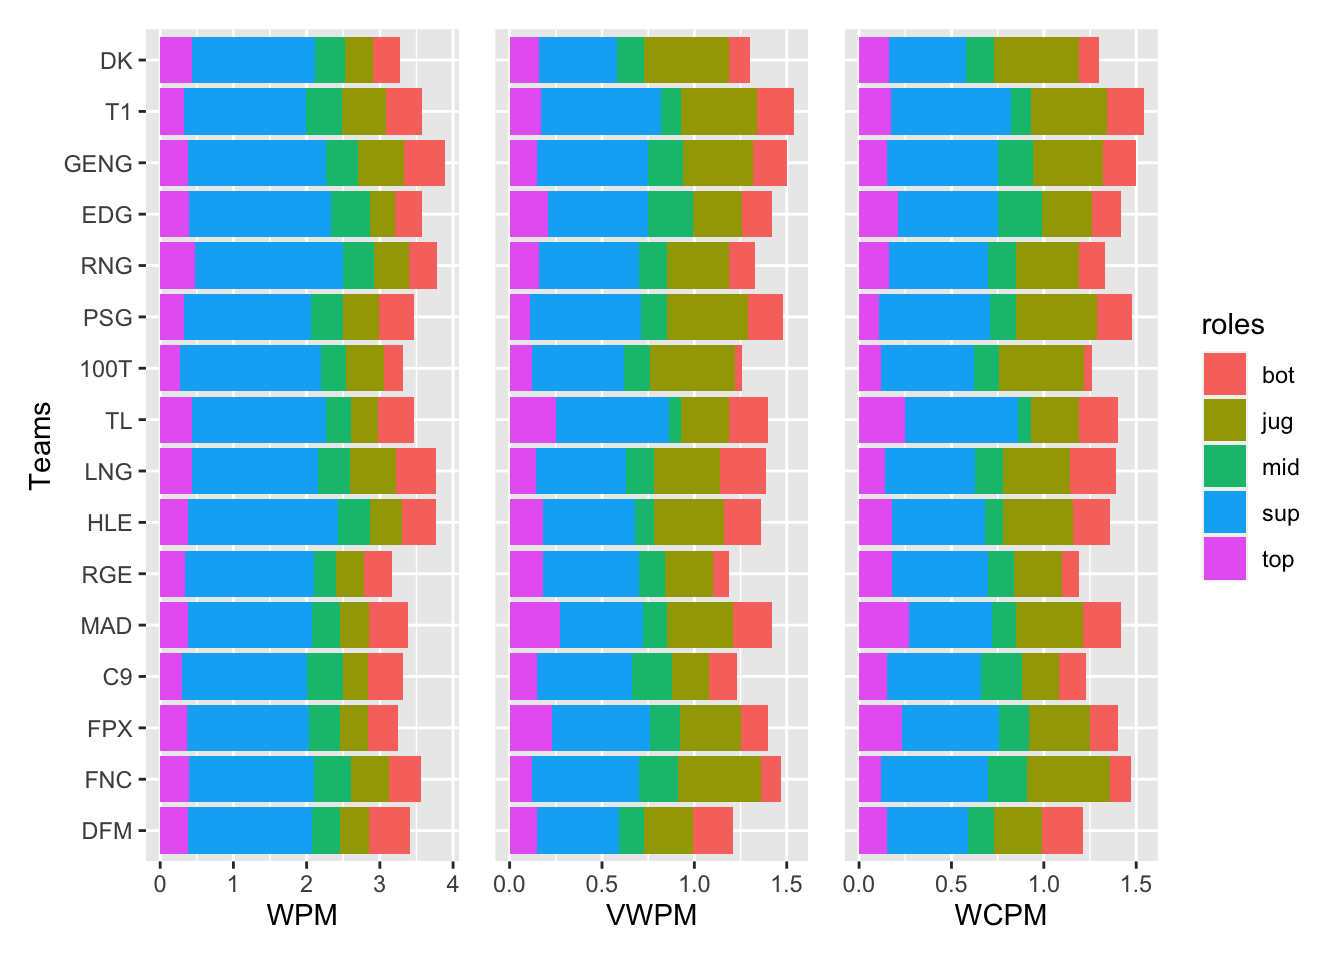 DK
T1
GENG
EDG
RNG
PSG
100T
TL
LNG
HLE
RGE
MAD
C9
FPX
FNC
DFM
Teams
0 1 2 3 4
WPM
0.0 0.5 1.0 1.5
VWPM
0.0 0.5 1.0 1.5
WCPM
roles
bot
jug
mid
sup
top